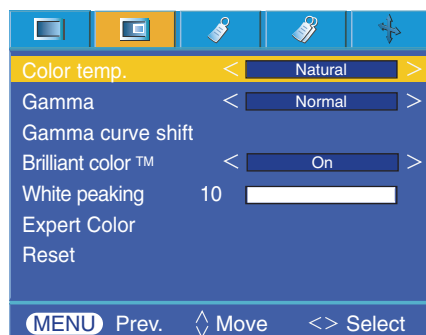 Color temp. < Natural >
Gamma < Normal >
Gamma curve shift
Brilliant color ™ < On >
White peaking 10
Expert Color
Reset
MENU Prev. Move <> Select